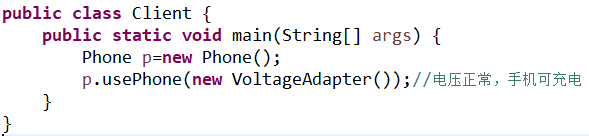 public class Client {
    public static void main(String[] args) {
        Phone p=new Phone();
        p.usePhone(new VoltageAdapter());//电压正常，手机可充电
    }
}